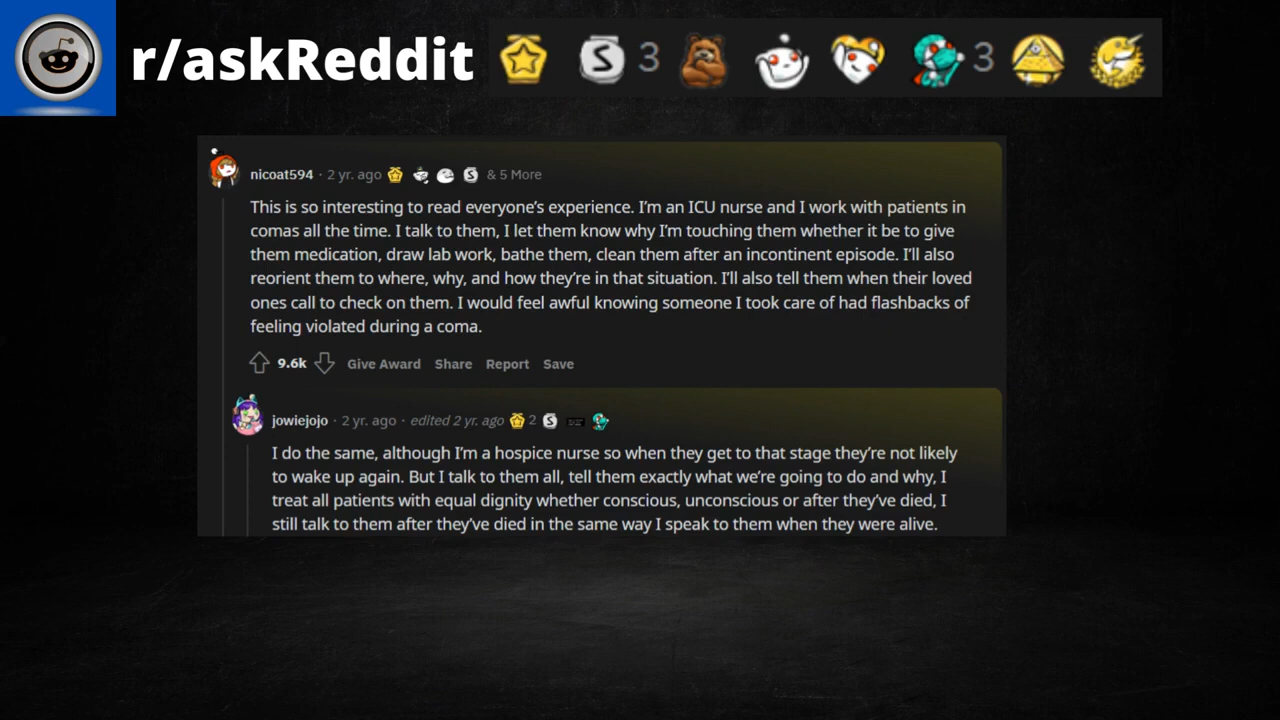 r/askReddit 3 3
nicoat594 · 2 yr. ago & 5 More
This is so interesting to read everyone's experience. I'm an ICU nurse and I work with patients in
comas all the time. I talk to them, I let them know why I'm touching them whether it be to give
them medication, draw lab work, bathe them, clean them after an incontinent episode. I'll also
reorient them to where, why, and how they're in that situation. I'll also tell them when their loved
ones call to check on them. I would feel awful knowing someone I took care of had flashbacks of
feeling violated during a coma.
9.6k Give Award Share Report Save
jowiejojo · 2 yr. ago · edited 2 yr. ago 2
I do the same, although I'm a hospice nurse so when they get to that stage they're not likely
to wake up again. But I talk to them all, tell them exactly what we're going to do and why, I
treat all patients with equal dignity whether conscious, unconscious or after they've died, I
still talk to them after they've died in the same way I speak to them when they were alive.